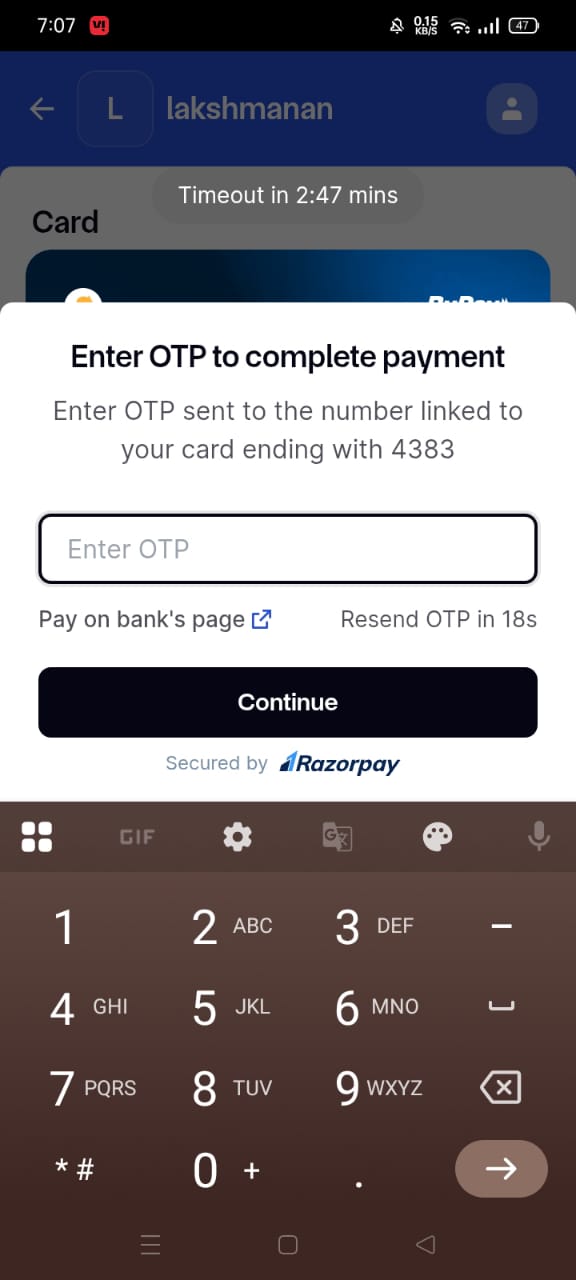 7:07
0.15
KB/S
47
L
lakshmanan
Timeout in 2:47 mins
Card
Enter OTP to complete payment
Enter OTP sent to the number linked to
your card ending with 4383
Enter OTP
Pay on bank's page
Resend OTP in 18s
Continue
Secured by Razorpay
GIF
1
2 ABC
3 DEF
–
4 GHI
5 JKL
6 MNO
7 PQRS
8 TUV
9 WXYZ
* #
0 +
.